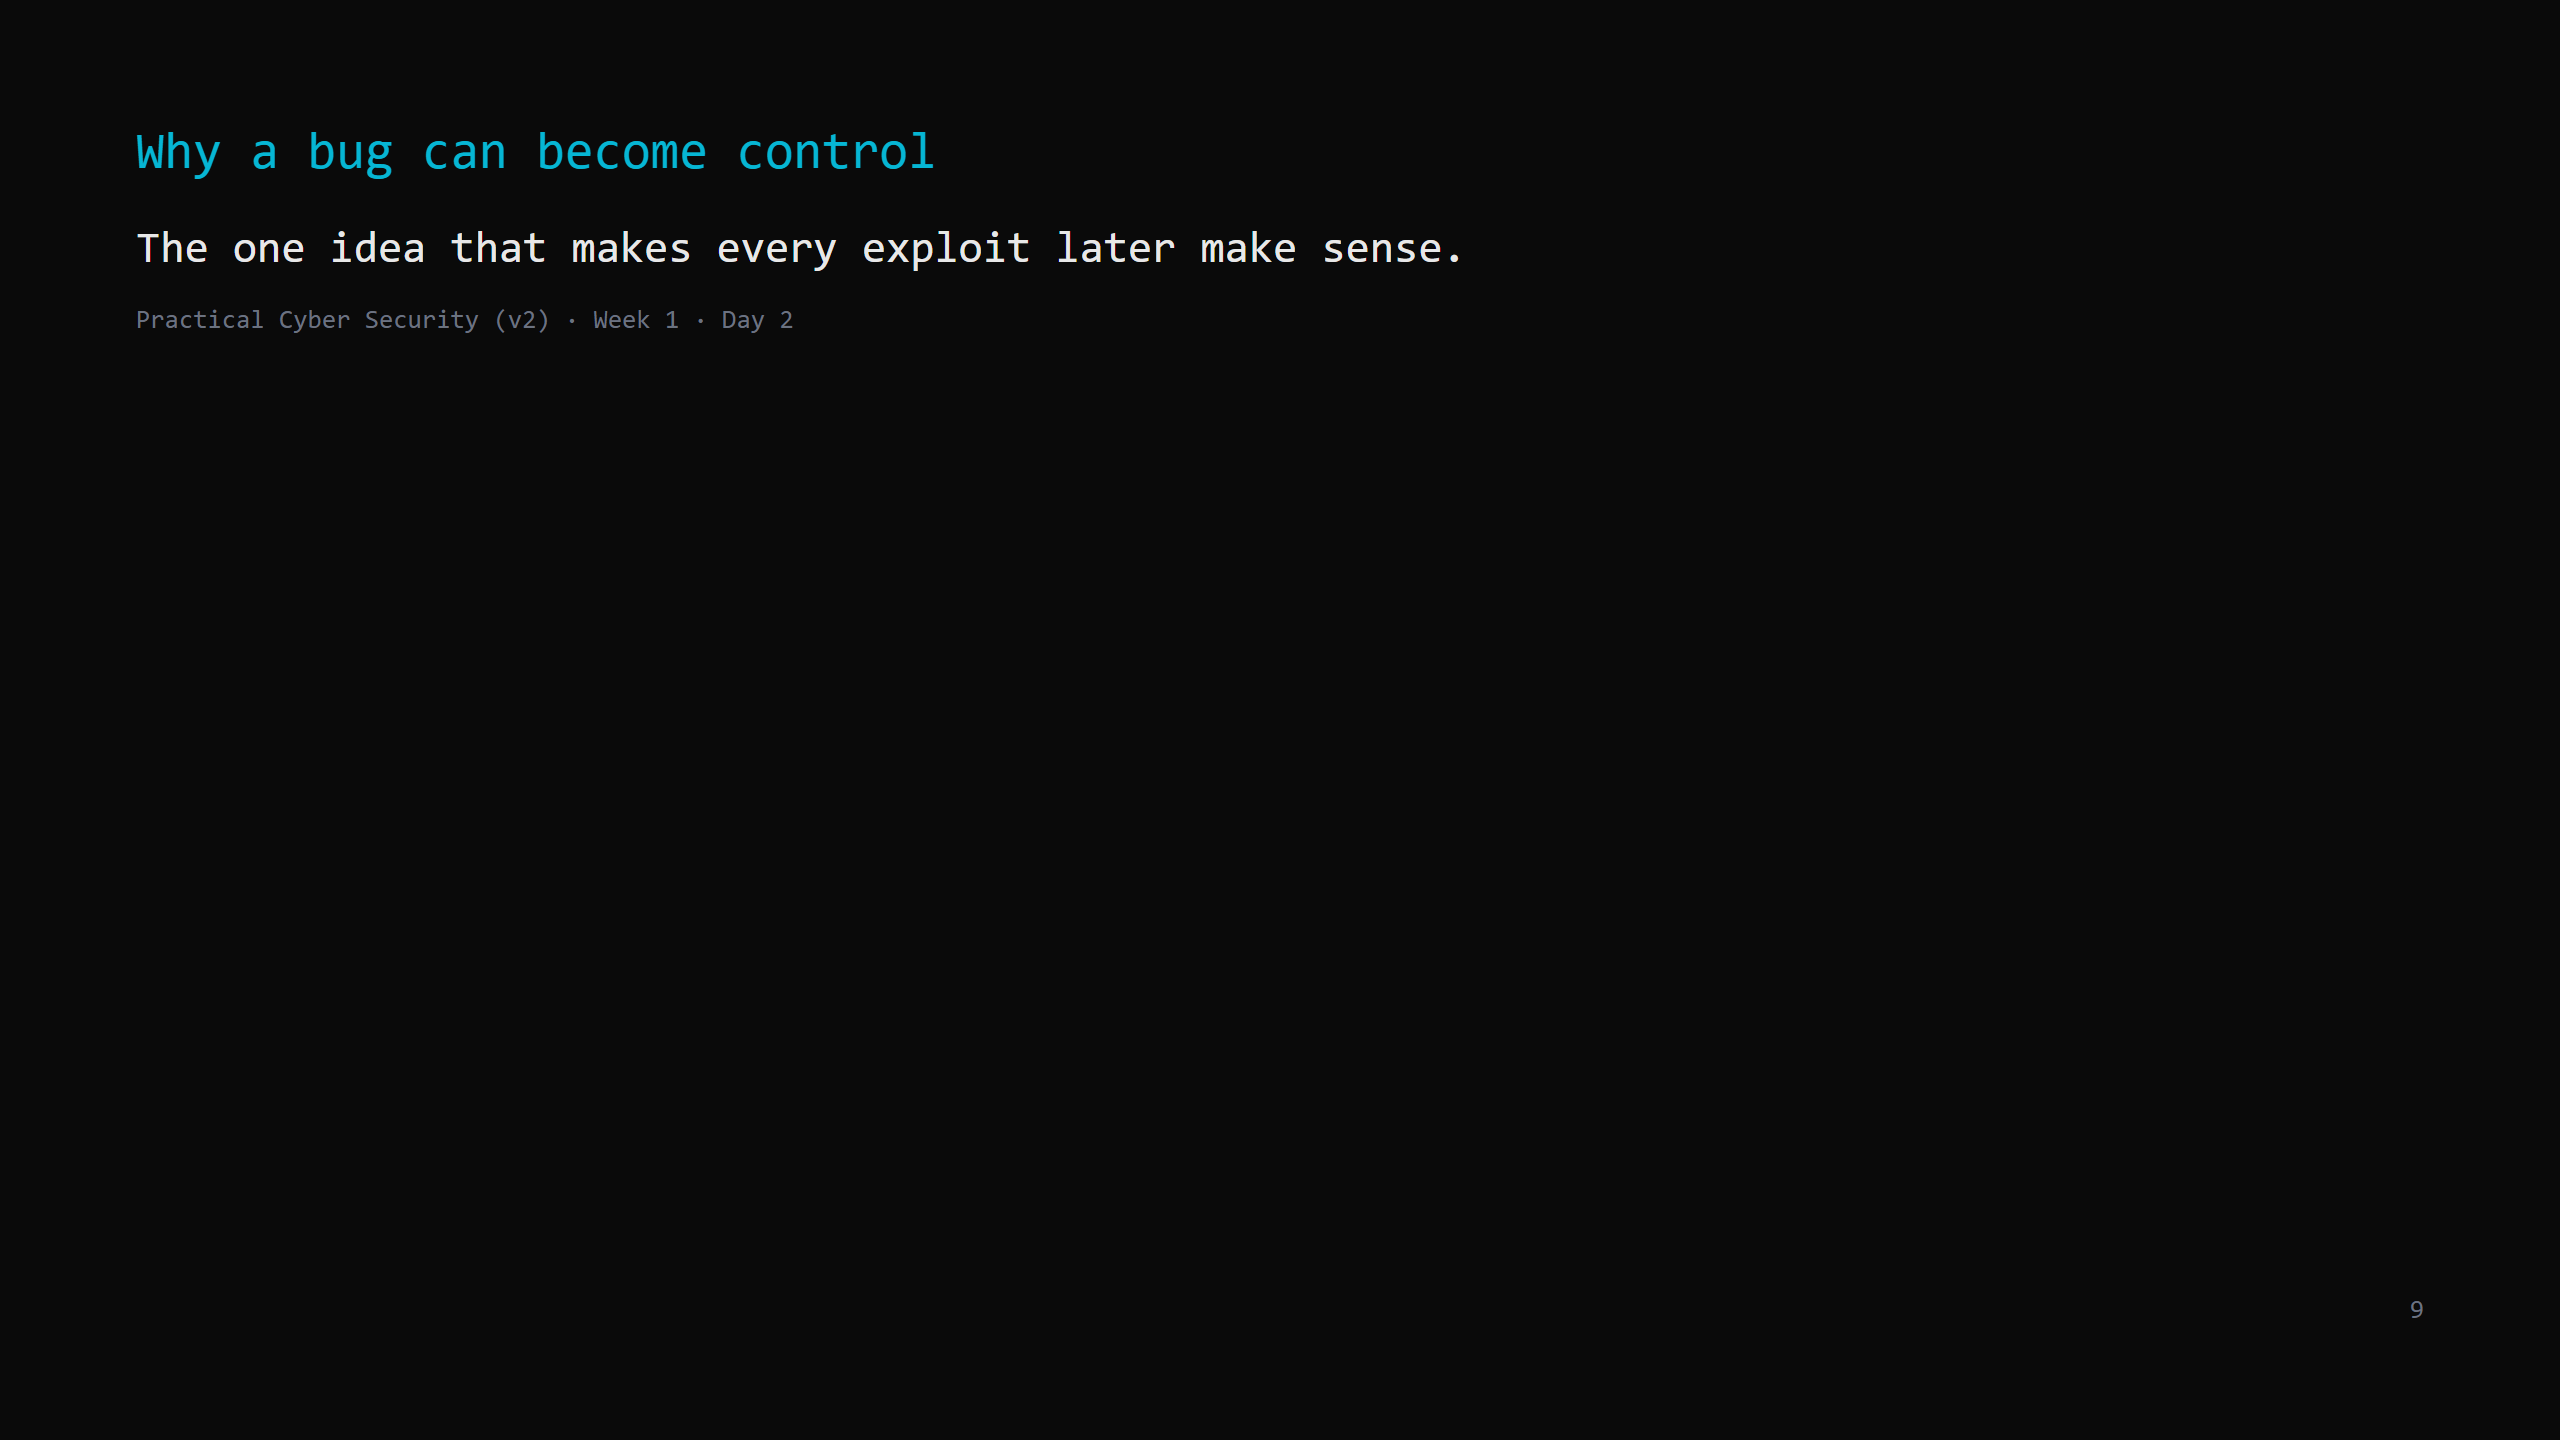 Why a bug can become control
The one idea that makes every exploit later make sense.
Practical Cyber Security (v2) · Week 1 · Day 2
9